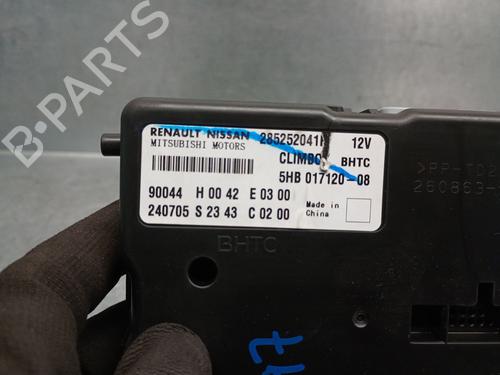 RENAULT NISSAN 285252041R 12V
MITSUBISHI MOTORS CLIMBOX BHTC
5HB 017120-08
90044 H 00 42 E 03 00
240705 S 23 43 C 02 00
Made in
China
BHTC
B-PARTS